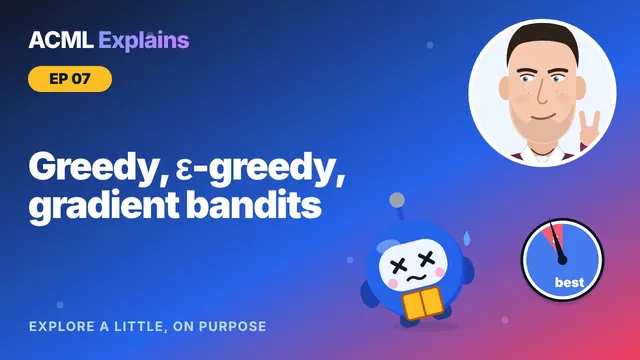 ACML Explains
EP 07
Greedy, ε-greedy,
gradient bandits
best
EXPLORE A LITTLE, ON PURPOSE